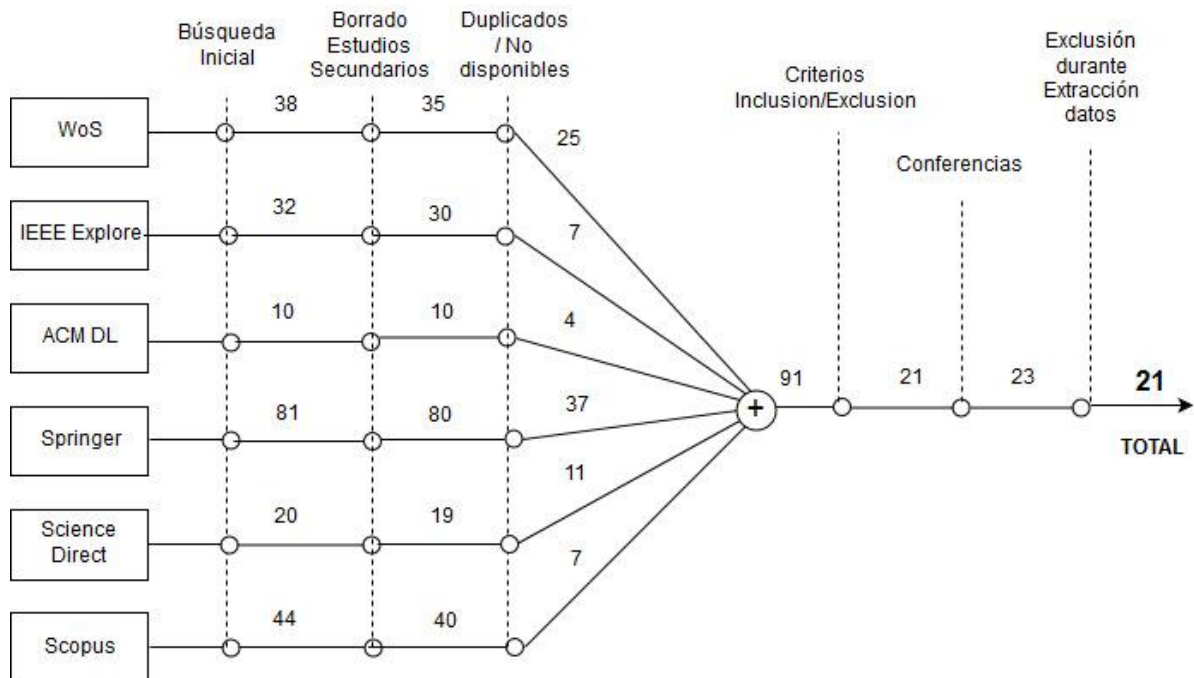 Búsqueda
Inicial
Borrado
Estudios
Secundarios
Duplicados
/ No
disponibles
Criterios
Inclusion/Exclusion
Conferencias
Exclusión
durante
Extracción
datos
WoS
38
35
25
IEEE Explore
32
30
7
ACM DL
10
10
4
Springer
81
80
37
Science
Direct
20
19
11
Scopus
44
40
7
+
91
21
23
21
TOTAL